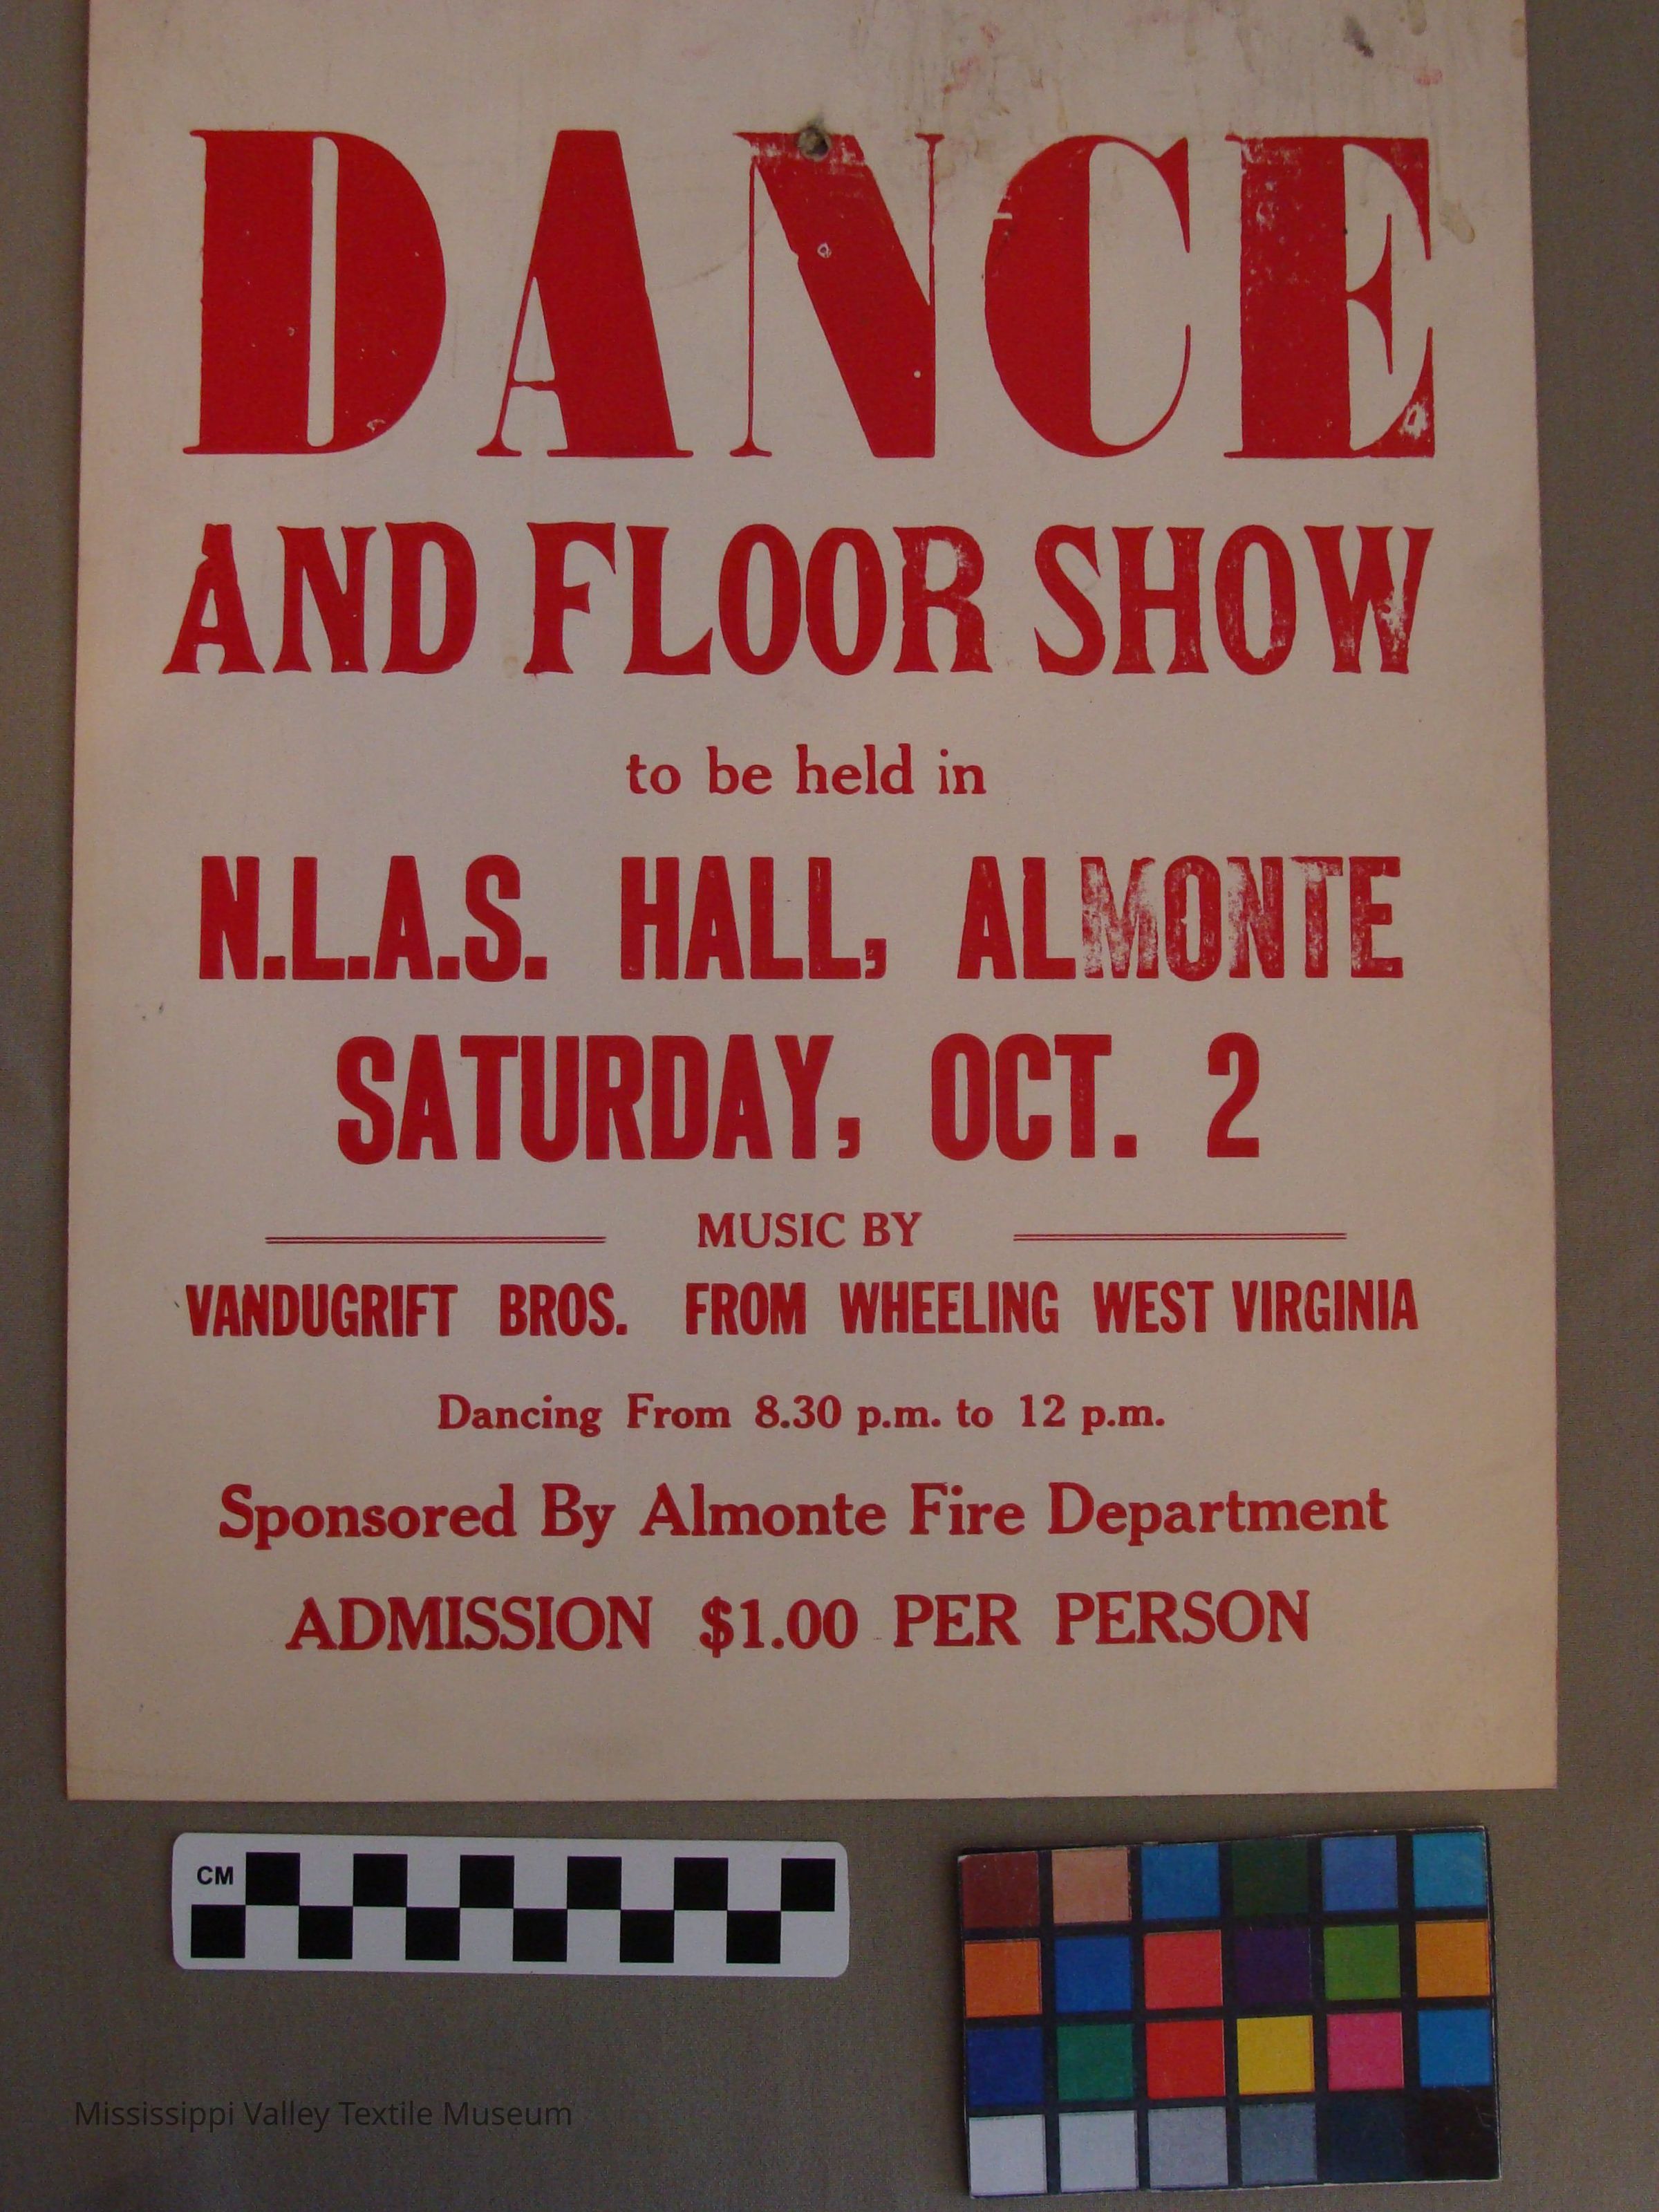 DANCE
AND FLOOR SHOW
to be held in
N.L.A.S. HALL, ALMONTE
SATURDAY, OCT. 2
MUSIC BY
VANDUGRIFT BROS. FROM WHEELING WEST VIRGINIA
Dancing From 8.30 p.m. to 12 p.m.
Sponsored By Almonte Fire Department
ADMISSION $1.00 PER PERSON
CM
Mississippi Valley Textile Museum